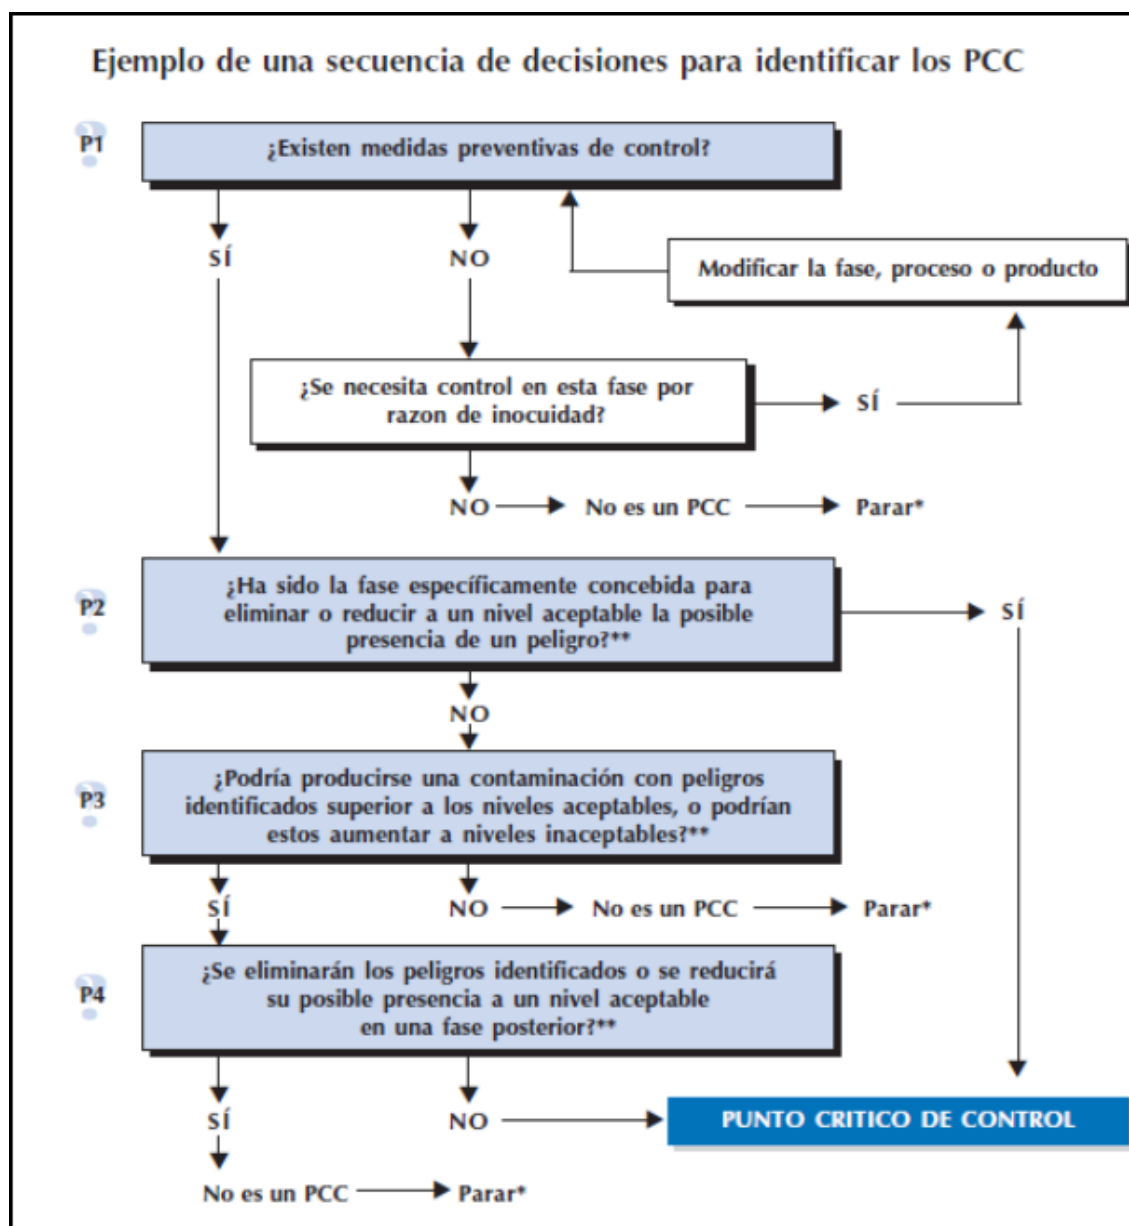 Ejemplo de una secuencia de decisiones para identificar los PCC
P1
¿Existen medidas preventivas de control?
SÍ
NO
Modificar la fase, proceso o producto
¿Se necesita control en esta fase por
razon de inocuidad?
SÍ
NO
No es un PCC
Parar*
P2
¿Ha sido la fase específicamente concebida para
eliminar o reducir a un nivel aceptable la posible
presencia de un peligro?**
SÍ
NO
P3
¿Podría producirse una contaminación con peligros
identificados superior a los niveles aceptables, o podrían
estos aumentar a niveles inaceptables?**
SÍ
NO
No es un PCC
Parar*
P4
¿Se eliminarán los peligros identificados o se reducirá
su posible presencia a un nivel aceptable
en una fase posterior?**
SÍ
NO
PUNTO CRITICO DE CONTROL
No es un PCC
Parar*